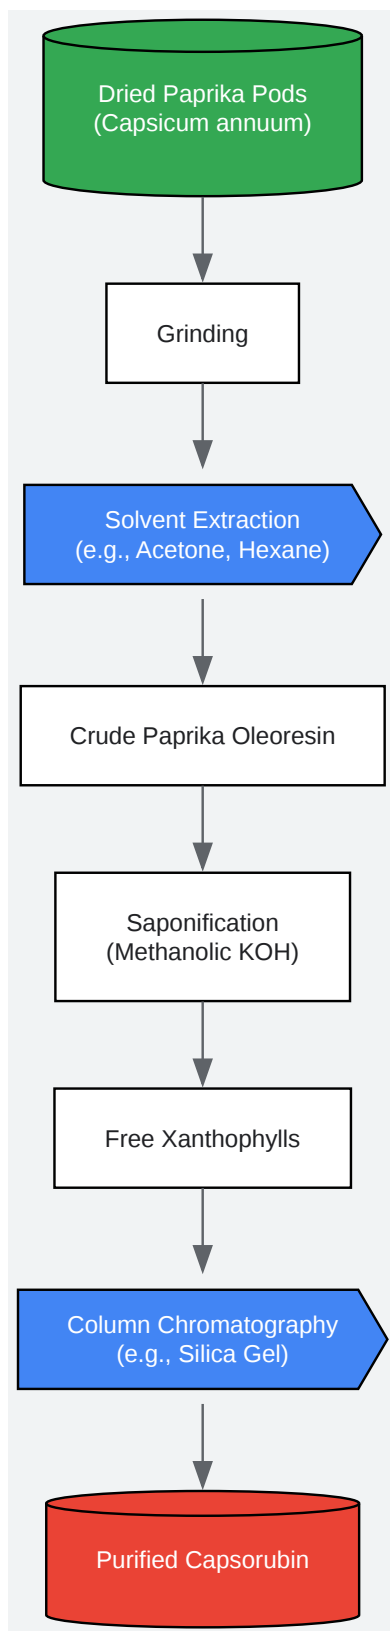 Dried Paprika Pods
(Capsicum annuum)
Grinding
Solvent Extraction
(e.g., Acetone, Hexane)
Crude Paprika Oleoresin
Saponification
(Methanolic KOH)
Free Xanthophylls
Column Chromatography
(e.g., Silica Gel)
Purified Capsorubin